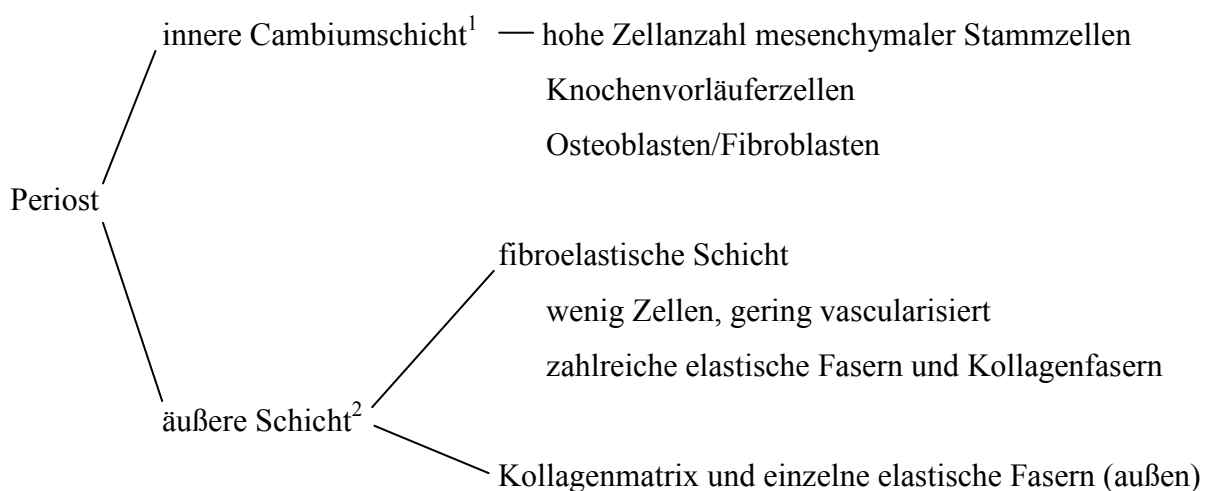 innere Cambiumschicht¹ — hohe Zellanzahl mesenchymaler Stammzellen
Knochenvorläuferzellen
Osteoblasten/Fibroblasten
Periost
fibroelastische Schicht
wenig Zellen, gering vascularisiert
zahlreiche elastische Fasern und Kollagenfasern
äußere Schicht²
Kollagenmatrix und einzelne elastische Fasern (außen)